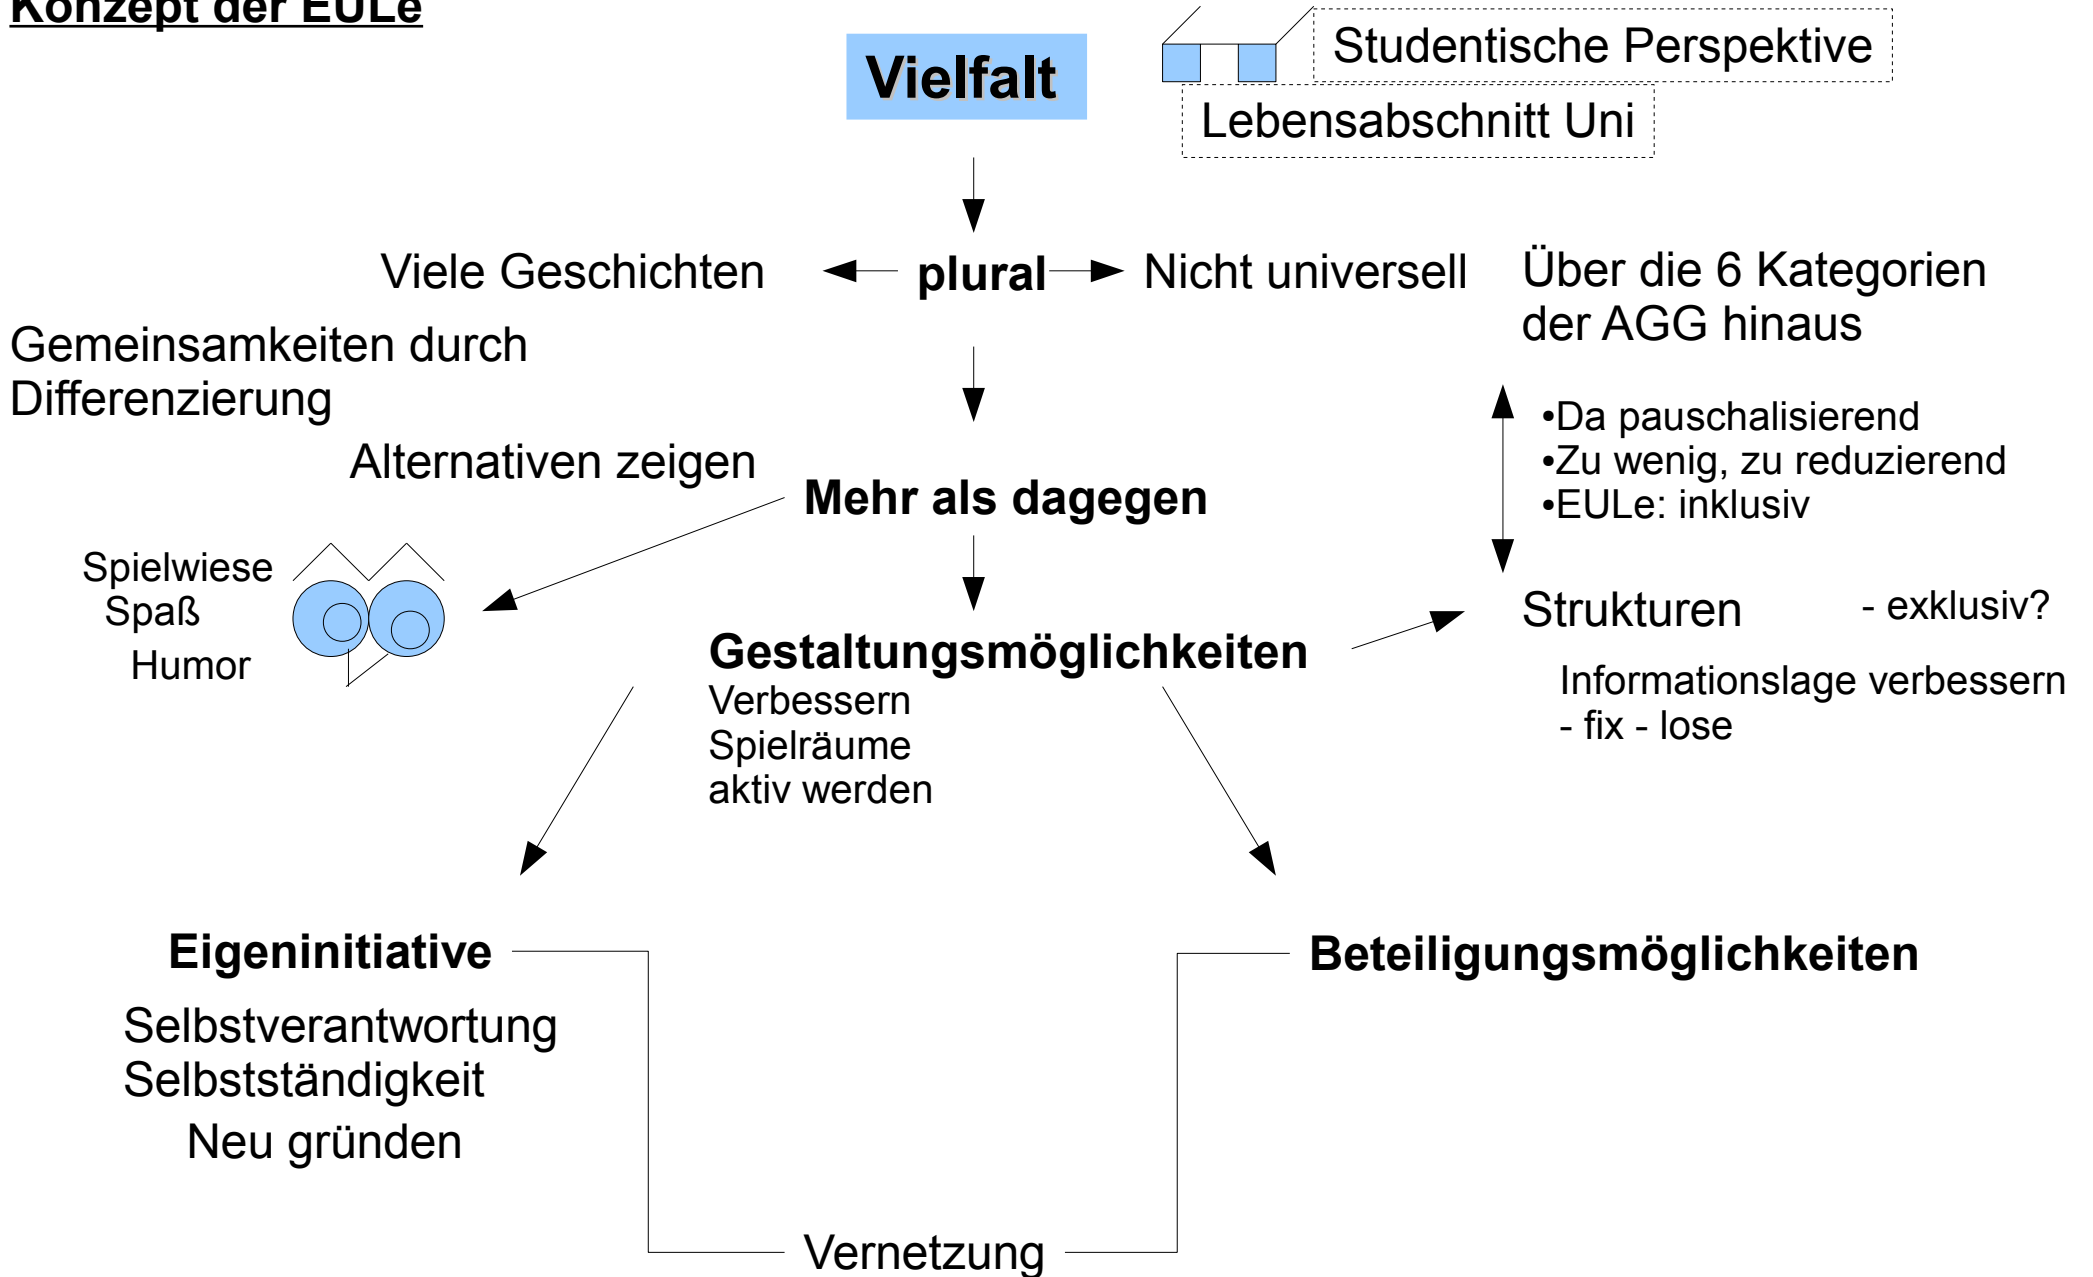 Konzept der EULe
Vielfalt
Studentische Perspektive
Lebensabschnitt Uni
Viele Geschichten
plural
Nicht universell
Über die 6 Kategorien
der AGG hinaus
Gemeinsamkeiten durch
Differenzierung
•Da pauschalisierend
•Zu wenig, zu reduzierend
•EULe: inklusiv
Alternativen zeigen
Mehr als dagegen
Spielwiese
Spaß
Humor
Strukturen
- exklusiv?
Informationslage verbessern
- fix - lose
Gestaltungsmöglichkeiten
Verbessern
Spielräume
aktiv werden
Eigeninitiative
Selbstverantwortung
Selbstständigkeit
Neu gründen
Beteiligungsmöglichkeiten
Vernetzung